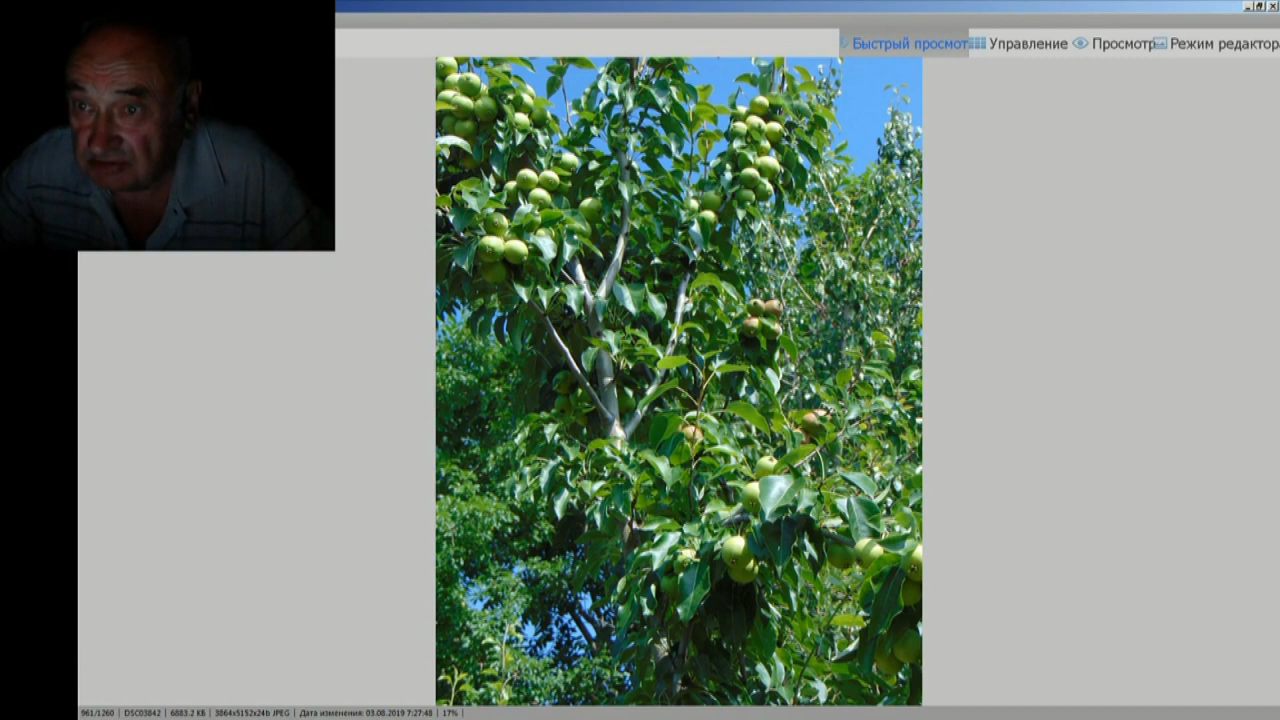 Быстрый просмот Управление Просмотр Режим редактор
961/1260 | DSC03842 | 6883.2 КБ | 3864x5152x24b JPEG | Дата изменения: 03.08.2019 7:27:48 | 17% |